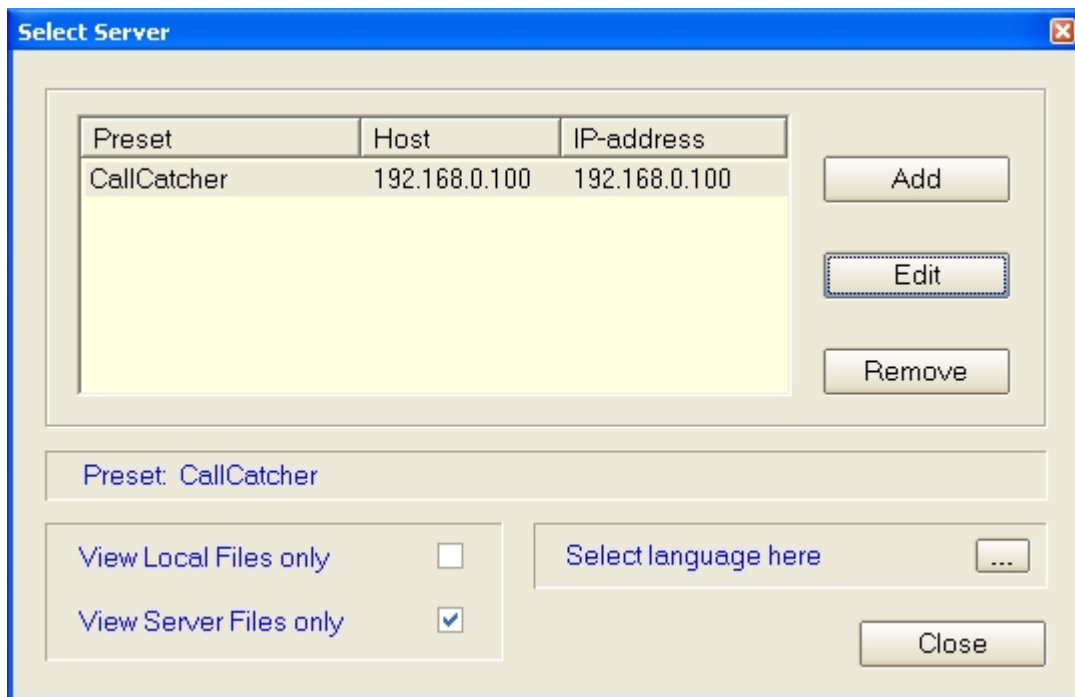 Select Server
Preset Host IP-address
CallCatcher 192.168.0.100 192.168.0.100
Add
Edit
Remove
Preset: CallCatcher
View Local Files only
Select language here ...
View Server Files only
Close